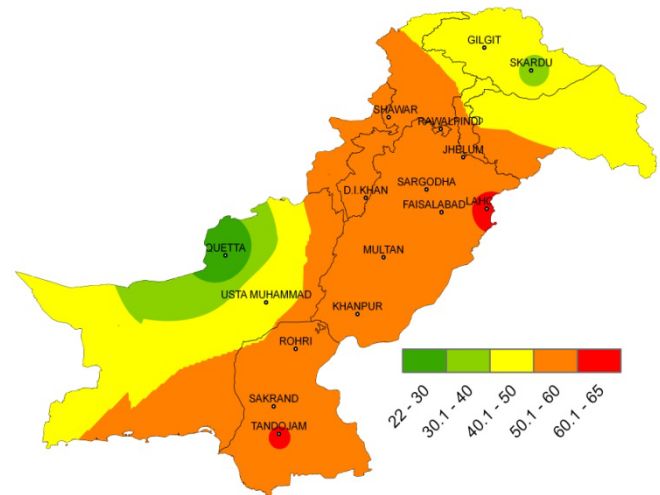 GILGIT
SKARDU
SHAWAR
RAWALPINDI
JHELUM
D.I.KHAN
SARGODHA
FAISALABAD
LAHO
QUETTA
MULTAN
USTA MUHAMMAD
KHANPUR
ROHRI
SAKRAND
TANDOJAM
22 - 30
30.1 - 40
40.1 - 50
50.1 - 60
60.1 - 65